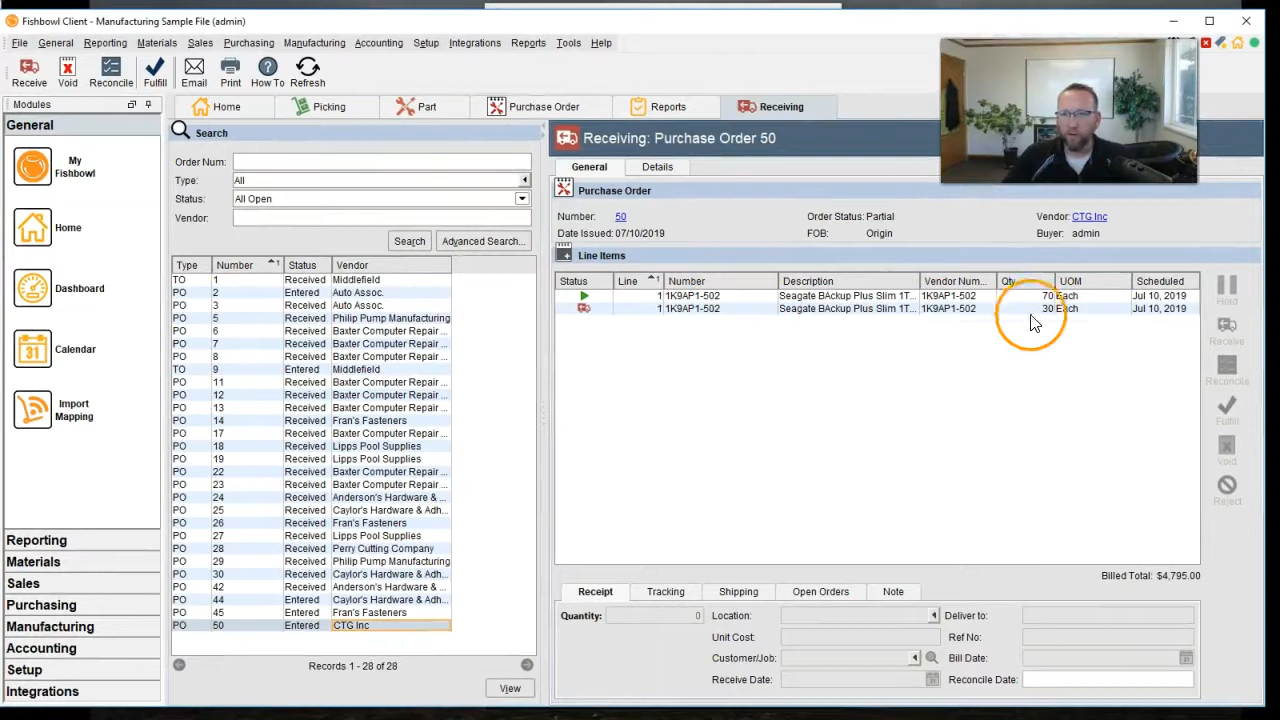 Fishbowl Client - Manufacturing Sample File (admin)
File General Reporting Materials Sales Purchasing Manufacturing Accounting Setup Integrations Reports Tools Help
Receive Void Reconcile Fulfill Email Print How To Refresh
Modules
General
My
Fishbowl
Home
Dashboard
Calendar
31
Import
Mapping
Reporting
Materials
Sales
Purchasing
Manufacturing
Accounting
Setup
Integrations
Home Picking Part Purchase Order Reports Receiving
Search
Order Num:
Type: All
Status: All Open
Vendor:
Search Advanced Search...
Type Number Status Vendor
TO 1 Received Middlefield
PO 2 Entered Auto Assoc.
PO 3 Received Auto Assoc.
PO 5 Received Philip Pump Manufacturing
PO 6 Received Baxter Computer Repair ...
PO 7 Received Baxter Computer Repair ...
PO 8 Received Baxter Computer Repair ...
TO 9 Entered Middlefield
PO 11 Received Baxter Computer Repair ...
PO 12 Received Baxter Computer Repair ...
PO 13 Received Baxter Computer Repair ...
PO 14 Received Fran's Fasteners
PO 17 Received Baxter Computer Repair ...
PO 18 Received Lipps Pool Supplies
PO 19 Received Lipps Pool Supplies
PO 22 Received Baxter Computer Repair ...
PO 23 Received Baxter Computer Repair ...
PO 24 Received Anderson's Hardware & ...
PO 25 Received Caylor's Hardware & Adh...
PO 26 Received Fran's Fasteners
PO 27 Received Lipps Pool Supplies
PO 28 Received Perry Cutting Company
PO 29 Received Philip Pump Manufacturing
PO 30 Received Caylor's Hardware & Adh...
PO 42 Received Anderson's Hardware & ...
PO 44 Entered Caylor's Hardware & Adh...
PO 45 Entered Fran's Fasteners
PO 50 Entered CTG Inc
Records 1 - 28 of 28
View
Receiving: Purchase Order 50
General Details
Purchase Order
Number: 50 Order Status: Partial Vendor: CTG Inc
Date Issued: 07/10/2019 FOB: Origin Buyer: admin
Line Items
Status Line Number Description Vendor Num... Qty UOM Scheduled
1 1K9AP1-502 Seagate BAckup Plus Slim 1T... 1K9AP1-502 70 Each Jul 10, 2019
1 1K9AP1-502 Seagate BAckup Plus Slim 1T... 1K9AP1-502 30 Each Jul 10, 2019
Hold
Receive
Reconcile
Fulfill
Void
Reject
Billed Total: $4,795.00
Receipt Tracking Shipping Open Orders Note
Quantity: 0 Location: Deliver to:
Unit Cost: Ref No:
Customer/Job: Bill Date:
Receive Date: Reconcile Date: